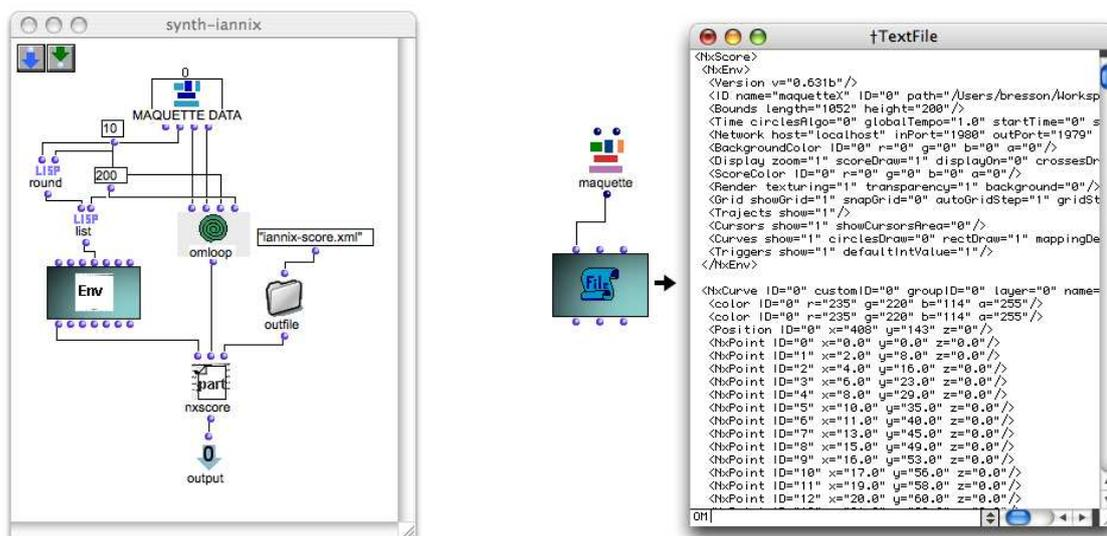 synth-iannix
0
MAQUETTE DATA
10
LISP
round
200
LISP
list
omloop
"iannix-score.xml"
Env
outfile
part
nxscore
0
output
maquette
File
†TextFile
<NxScore>
<NxEnv>
<Version v="0.631b"/>
<ID name="maquetteX" ID="0" path="/Users/bresson/Worksp
<Bounds length="1052" height="200"/>
<Time circlesAlgo="0" globalTempo="1.0" startTime="0" s
<Network host="localhost" inPort="1980" outPort="1979"
<BackgroundColor ID="0" r="0" g="0" b="0" a="0"/>
<Display zoom="1" scoreDraw="1" displayOn="0" crossesDr
<ScoreColor ID="0" r="0" g="0" b="0" a="0"/>
<Render texturing="1" transparency="1" background="0"/>
<Grid showGrid="1" snapGrid="0" autoGridStep="1" gridSt
<Trajects show="1"/>
<Cursors show="1" showCursorsArea="0"/>
<Curves show="1" circlesDraw="0" rectDraw="1" mappingDe
<Triggers show="1" defaultIntValue="1"/>
</NxEnv>
<NxCurve ID="0" customID="0" groupID="0" layer="0" name=
<color ID="0" r="235" g="220" b="114" a="255"/>
<color ID="0" r="235" g="220" b="114" a="255"/>
<Position ID="0" x="408" y="143" z="0"/>
<NxPoint ID="0" x="0.0" y="0.0" z="0.0"/>
<NxPoint ID="1" x="2.0" y="8.0" z="0.0"/>
<NxPoint ID="2" x="4.0" y="16.0" z="0.0"/>
<NxPoint ID="3" x="6.0" y="23.0" z="0.0"/>
<NxPoint ID="4" x="8.0" y="29.0" z="0.0"/>
<NxPoint ID="5" x="10.0" y="35.0" z="0.0"/>
<NxPoint ID="6" x="11.0" y="40.0" z="0.0"/>
<NxPoint ID="7" x="13.0" y="45.0" z="0.0"/>
<NxPoint ID="8" x="15.0" y="49.0" z="0.0"/>
<NxPoint ID="9" x="16.0" y="53.0" z="0.0"/>
<NxPoint ID="10" x="17.0" y="56.0" z="0.0"/>
<NxPoint ID="11" x="19.0" y="58.0" z="0.0"/>
<NxPoint ID="12" x="20.0" y="60.0" z="0.0"/>
OM